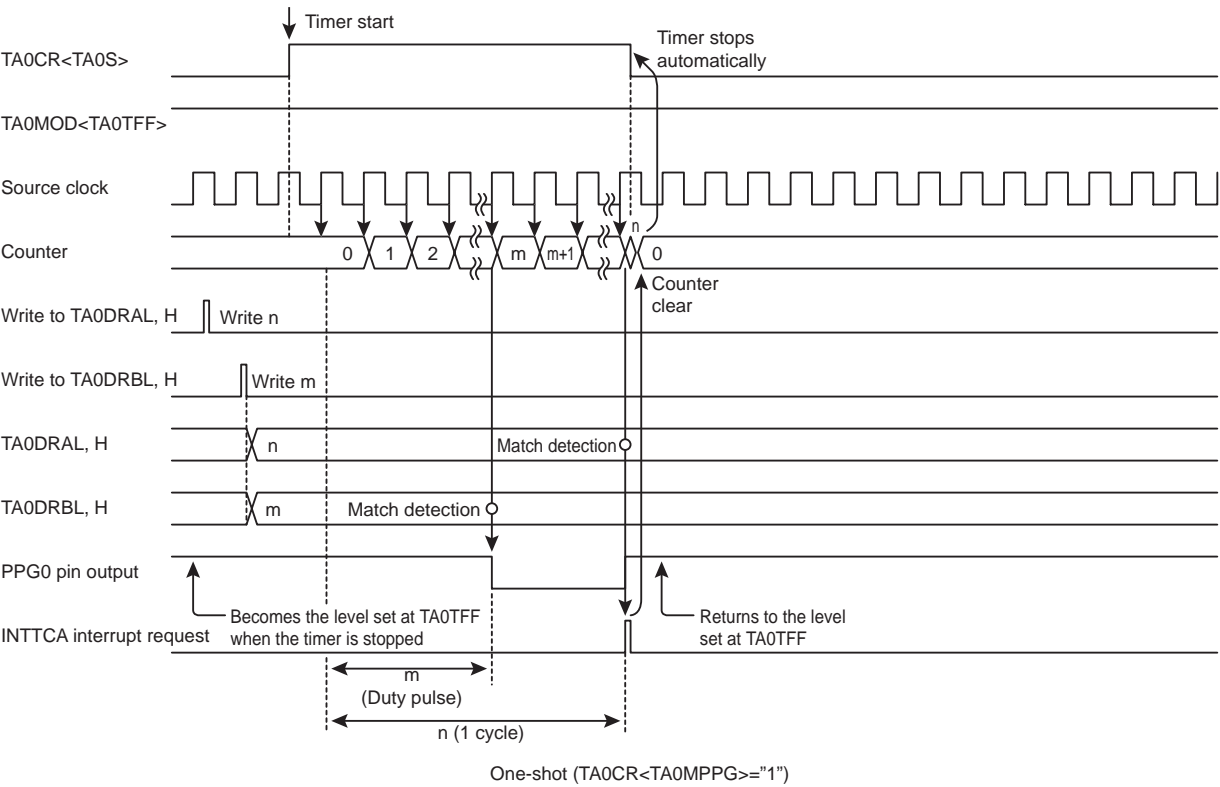 Timer start
TA0CR<TA0S>
Timer stops
automatically
TA0MOD<TA0TFF>
Source clock
Counter
0 1 2 m m+1 n 0
Counter
clear
Write to TA0DRAL, H
Write n
Write to TA0DRBL, H
Write m
TA0DRAL, H
n
Match detection
TA0DRBL, H
m
Match detection
PPG0 pin output
Becomes the level set at TA0TFF
when the timer is stopped
Returns to the level
set at TA0TFF
INTTCA interrupt request
m
(Duty pulse)
n (1 cycle)
One-shot (TA0CR<TA0MPPG>=”1”)